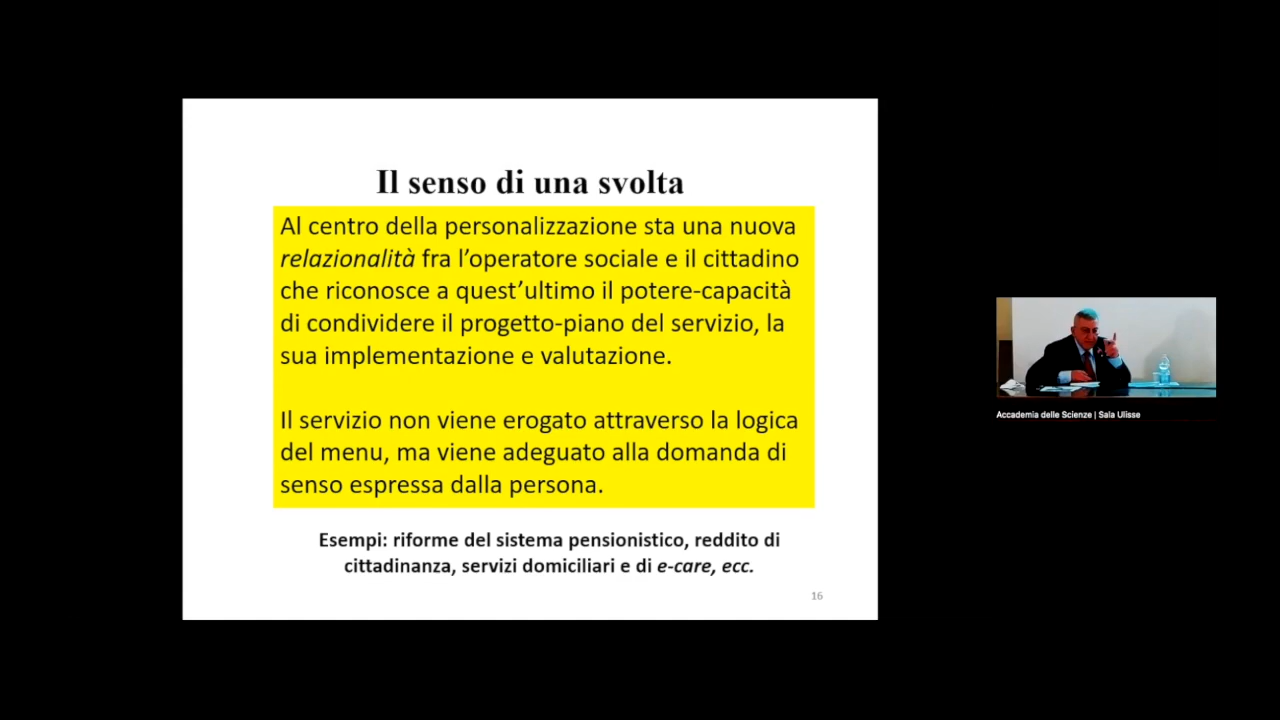 Il senso di una svolta
Al centro della personalizzazione sta una nuova
relazionalità fra l’operatore sociale e il cittadino
che riconosce a quest’ultimo il potere-capacità
di condividere il progetto-piano del servizio, la
sua implementazione e valutazione.
Il servizio non viene erogato attraverso la logica
del menu, ma viene adeguato alla domanda di
senso espressa dalla persona.
Esempi: riforme del sistema pensionistico, reddito di
cittadinanza, servizi domiciliari e di e-care, ecc.
16
Accademia delle Scienze | Sala Ulisse